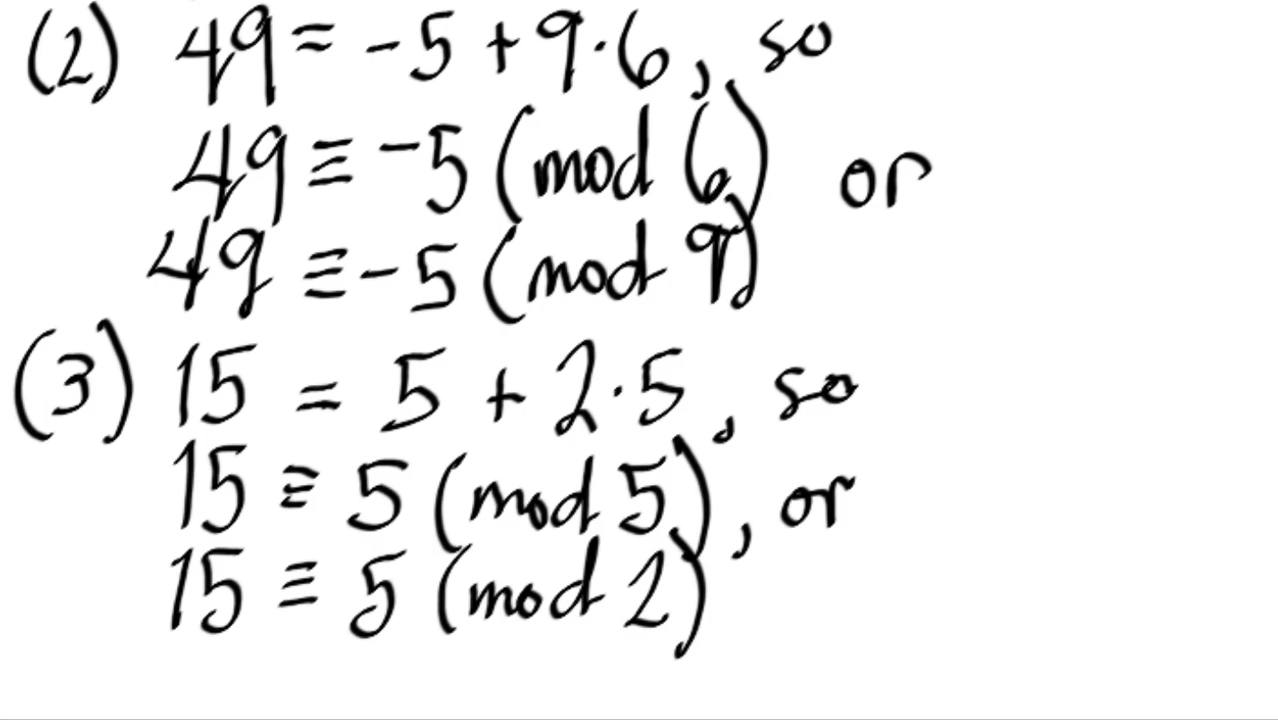 (2) 49 = -5 + 9·6, so
49 ≡ -5 (mod 6) or
49 ≡ -5 (mod 9)
(3) 15 = 5 + 2·5, so
15 ≡ 5 (mod 5), or
15 ≡ 5 (mod 2)